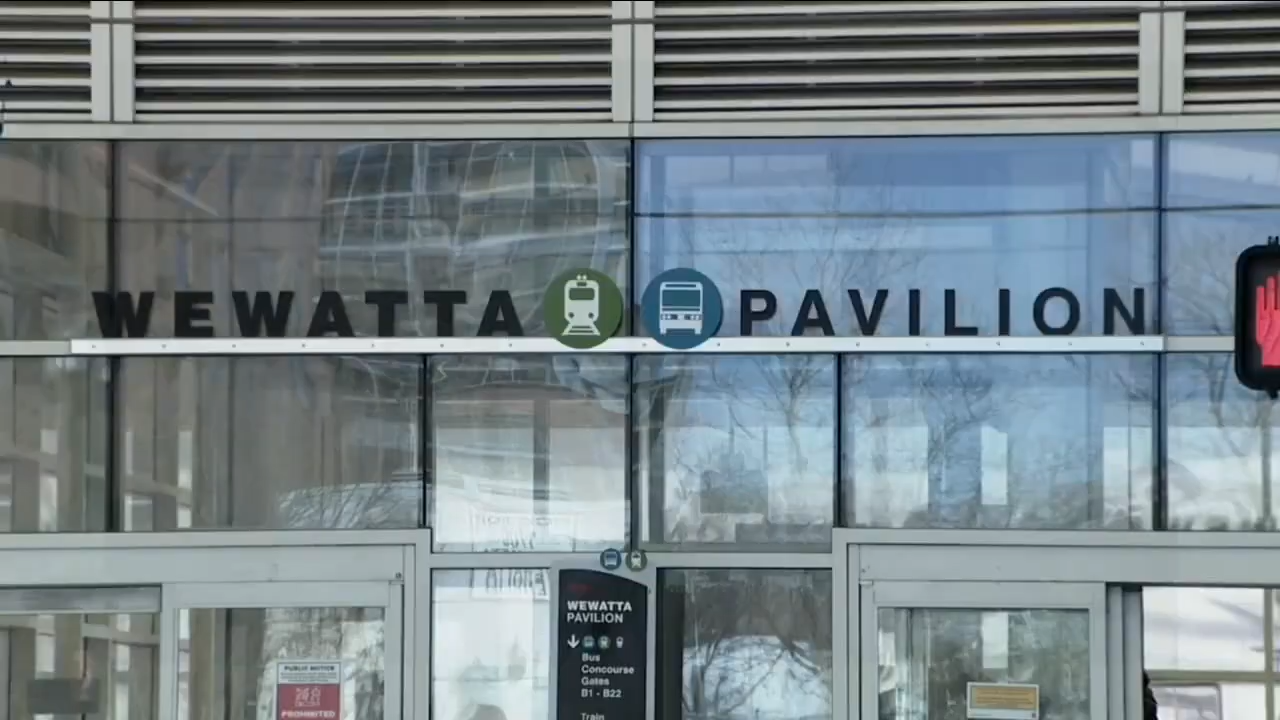 WEWATTA PAVILION
WEWATTA
PAVILION
Bus
Concourse
Gates
B1 - B22
Train
PUBLIC NOTICE
PROHIBITED